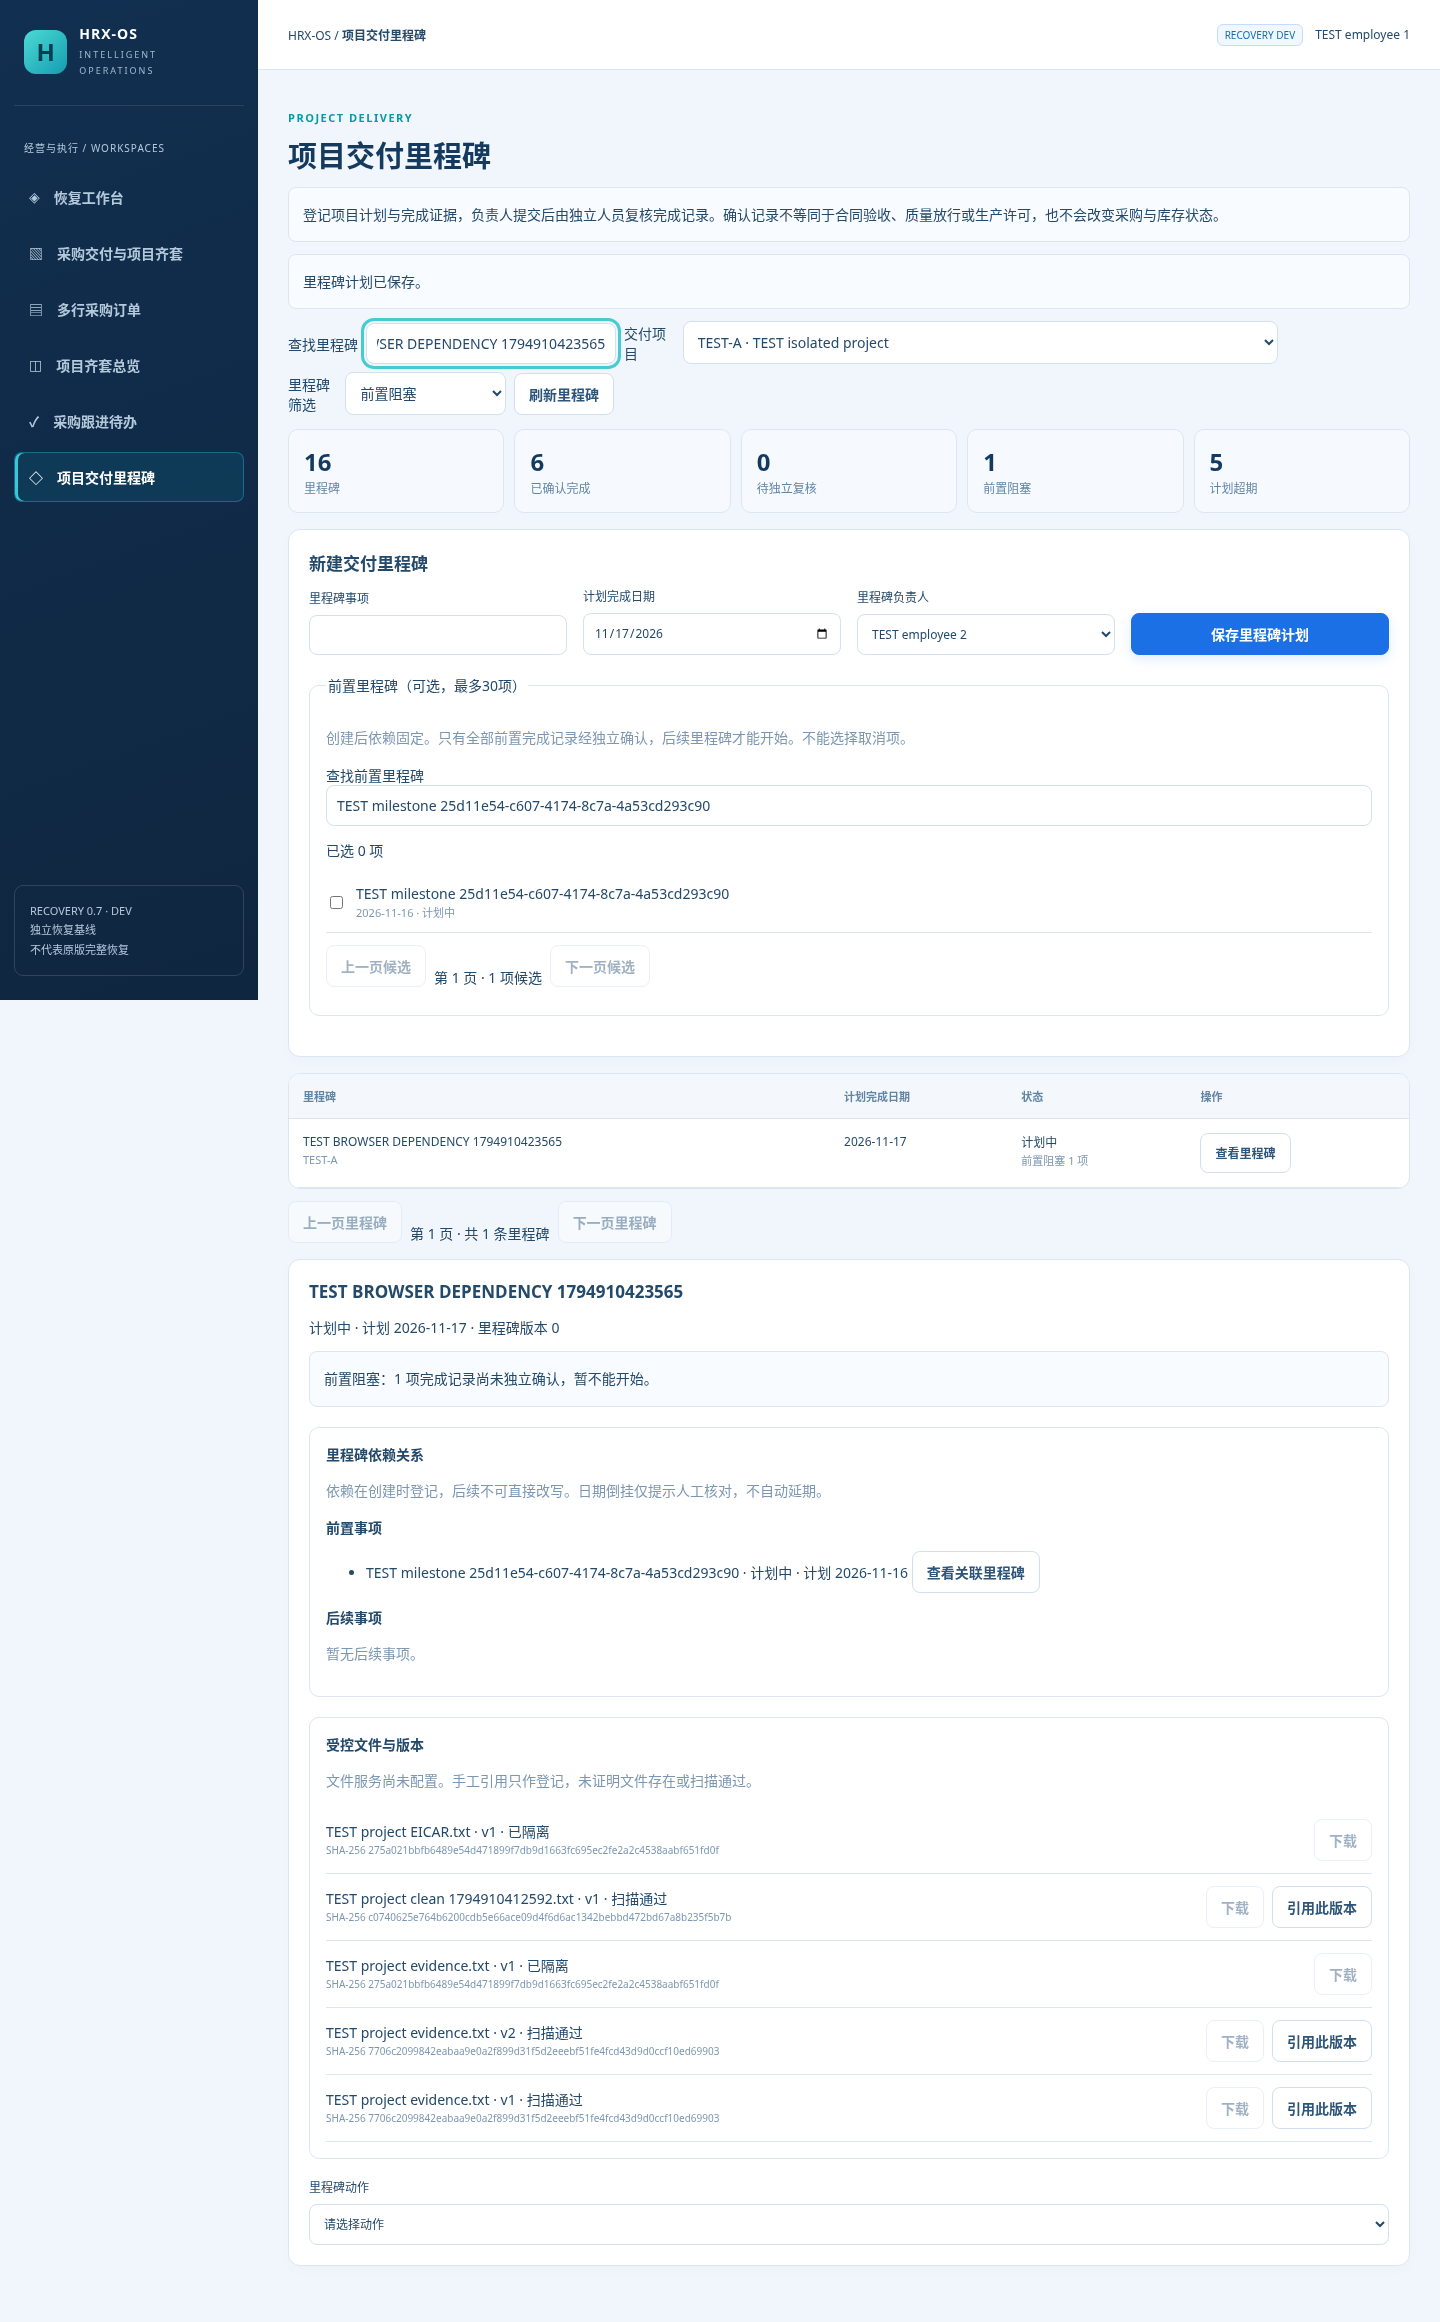 H
HRX-OS
INTELLIGENT
OPERATIONS
经营与执行 / WORKSPACES
◈ 恢复工作台
▧ 采购交付与项目齐套
▤ 多行采购订单
◫ 项目齐套总览
✓ 采购跟进待办
◇ 项目交付里程碑
RECOVERY 0.7 · DEV
独立恢复基线
不代表原版完整恢复
HRX-OS / 项目交付里程碑
RECOVERY DEV
TEST employee 1
PROJECT DELIVERY
项目交付里程碑
登记项目计划与完成证据，负责人提交后由独立人员复核完成记录。确认记录不等同于合同验收、质量放行或生产许可，也不会改变采购与库存状态。
里程碑计划已保存。
查找里程碑
SER DEPENDENCY 1794910423565
交付项
目
TEST-A · TEST isolated project
里程碑
筛选
前置阻塞
刷新里程碑
16
里程碑
6
已确认完成
0
待独立复核
1
前置阻塞
5
计划超期
新建交付里程碑
里程碑事项
计划完成日期
11/17/2026
里程碑负责人
TEST employee 2
保存里程碑计划
前置里程碑（可选，最多30项）
创建后依赖固定。只有全部前置完成记录经独立确认，后续里程碑才能开始。不能选择取消项。
查找前置里程碑
TEST milestone 25d11e54-c607-4174-8c7a-4a53cd293c90
已选 0 项
TEST milestone 25d11e54-c607-4174-8c7a-4a53cd293c90
2026-11-16 · 计划中
上一页候选 第 1 页 · 1 项候选 下一页候选
里程碑 计划完成日期 状态 操作
TEST BROWSER DEPENDENCY 1794910423565 2026-11-17 计划中 查看里程碑
TEST-A 前置阻塞 1 项
上一页里程碑 第 1 页 · 共 1 条里程碑 下一页里程碑
TEST BROWSER DEPENDENCY 1794910423565
计划中 · 计划 2026-11-17 · 里程碑版本 0
前置阻塞：1 项完成记录尚未独立确认，暂不能开始。
里程碑依赖关系
依赖在创建时登记，后续不可直接改写。日期倒挂仅提示人工核对，不自动延期。
前置事项
• TEST milestone 25d11e54-c607-4174-8c7a-4a53cd293c90 · 计划中 · 计划 2026-11-16 查看关联里程碑
后续事项
暂无后续事项。
受控文件与版本
文件服务尚未配置。手工引用只作登记，未证明文件存在或扫描通过。
TEST project EICAR.txt · v1 · 已隔离
SHA-256 275a021bbfb6489e54d471899f7db9d1663fc695ec2fe2a2c4538aabf651fd0f
下载
TEST project clean 1794910412592.txt · v1 · 扫描通过
SHA-256 c0740625e764b6200cdb5e66ace09d4f6d6ac1342bebbd472bd67a8b235f5b7b
下载 引用此版本
TEST project evidence.txt · v1 · 已隔离
SHA-256 275a021bbfb6489e54d471899f7db9d1663fc695ec2fe2a2c4538aabf651fd0f
下载
TEST project evidence.txt · v2 · 扫描通过
SHA-256 7706c2099842eabaa9e0a2f899d31f5d2eeebf51fe4fcd43d9d0ccf10ed69903
下载 引用此版本
TEST project evidence.txt · v1 · 扫描通过
SHA-256 7706c2099842eabaa9e0a2f899d31f5d2eeebf51fe4fcd43d9d0ccf10ed69903
下载 引用此版本
里程碑动作
请选择动作